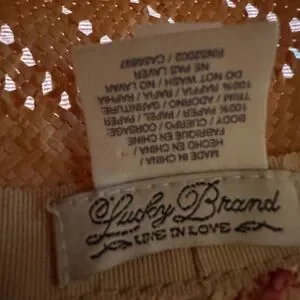 MADE IN CHINA /
HECHO EN CHINA /
FABRIQUE EN CHINE
BODY / CUERPO / CORSAGE:
100% PAPER / PAPEL / PAPIER
TRIM / ADORNO / GARNITURE:
100% RAFFIA / RAFIA / RAPHIA
DO NOT WASH / NO LAVAR
NE PAS LAVER
Lucky Brand
LIVE IN LOVE